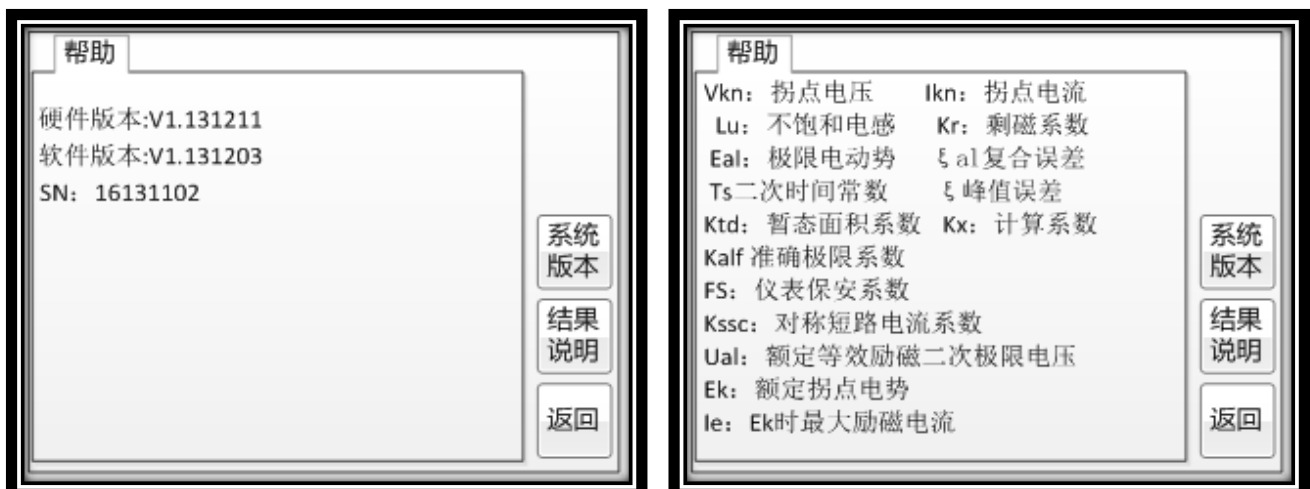 帮助
硬件版本:V1.131211
软件版本:V1.131203
SN：16131102
系统
版本
结果
说明
返回
帮助
Vkn：拐点电压 Ikn：拐点电流
Lu：不饱和电感 Kr：剩磁系数
Eal：极限电动势 ξal复合误差
Ts二次时间常数 ξ峰值误差
Ktd：暂态面积系数 Kx：计算系数
Kalf 准确极限系数
FS：仪表保安系数
Kssc：对称短路电流系数
Ual：额定等效励磁二次极限电压
Ek：额定拐点电势
Ie：Ek时最大励磁电流
系统
版本
结果
说明
返回